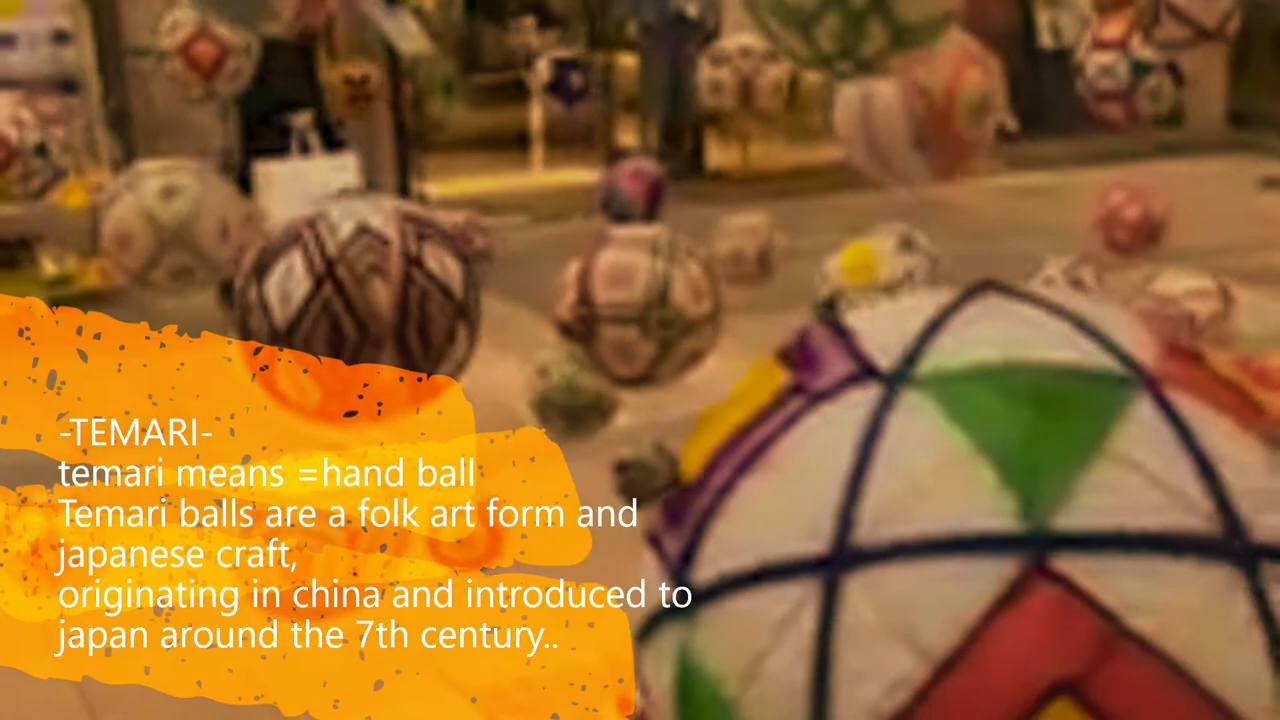 -TEMARI-
temari means =hand ball
Temari balls are a folk art form and
japanese craft,
originating in china and introduced to
japan around the 7th century..